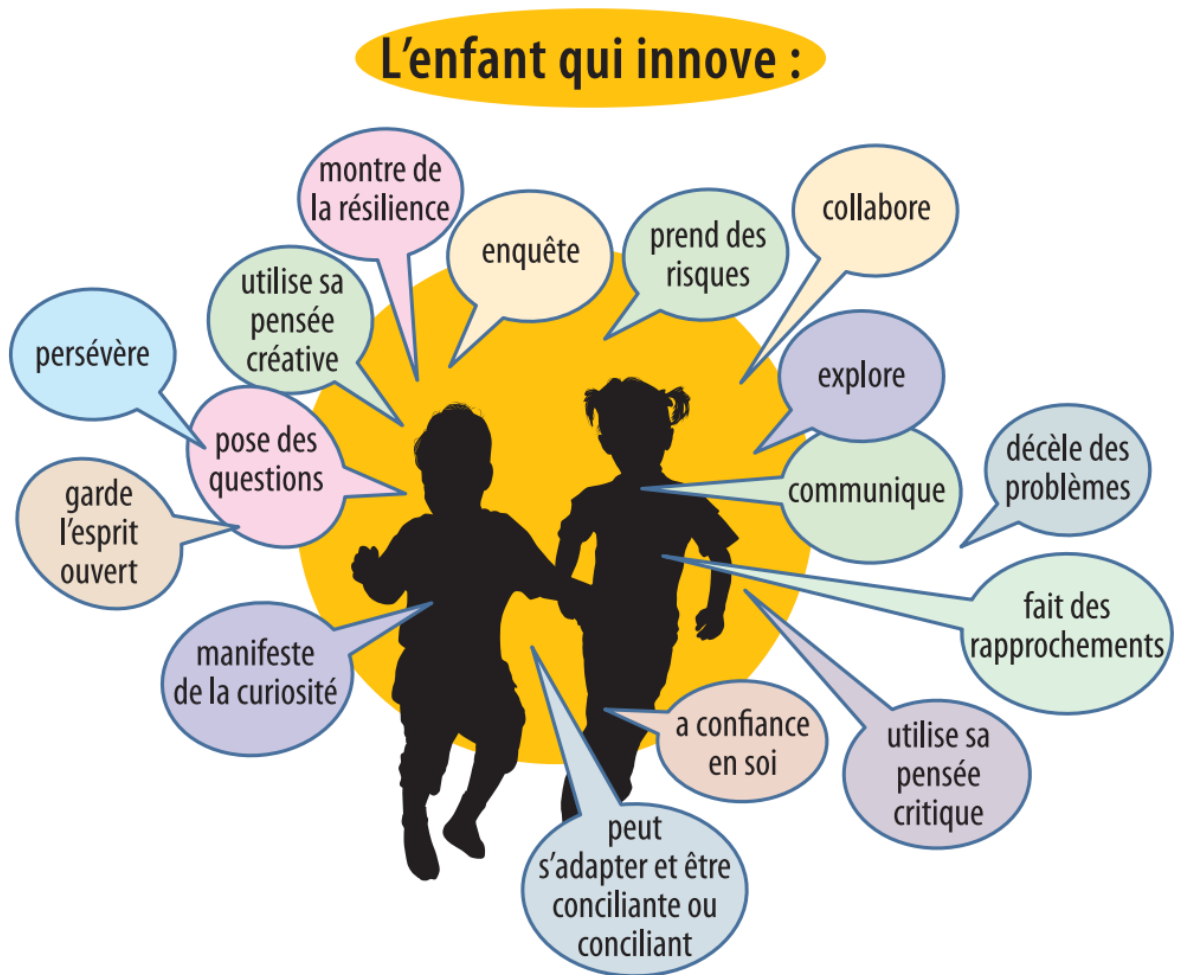 L'enfant qui innove :
montre de
la résilience
enquête
prend des
risques
collabore
utilise sa
pensée
créative
persévère
explore
pose des
questions
communique
décèle des
problèmes
garde
l'esprit
ouvert
fait des
rapprochements
manifeste
de la curiosité
a confiance
en soi
utilise sa
pensée
critique
peut
s'adapter et être
conciliante ou
conciliant